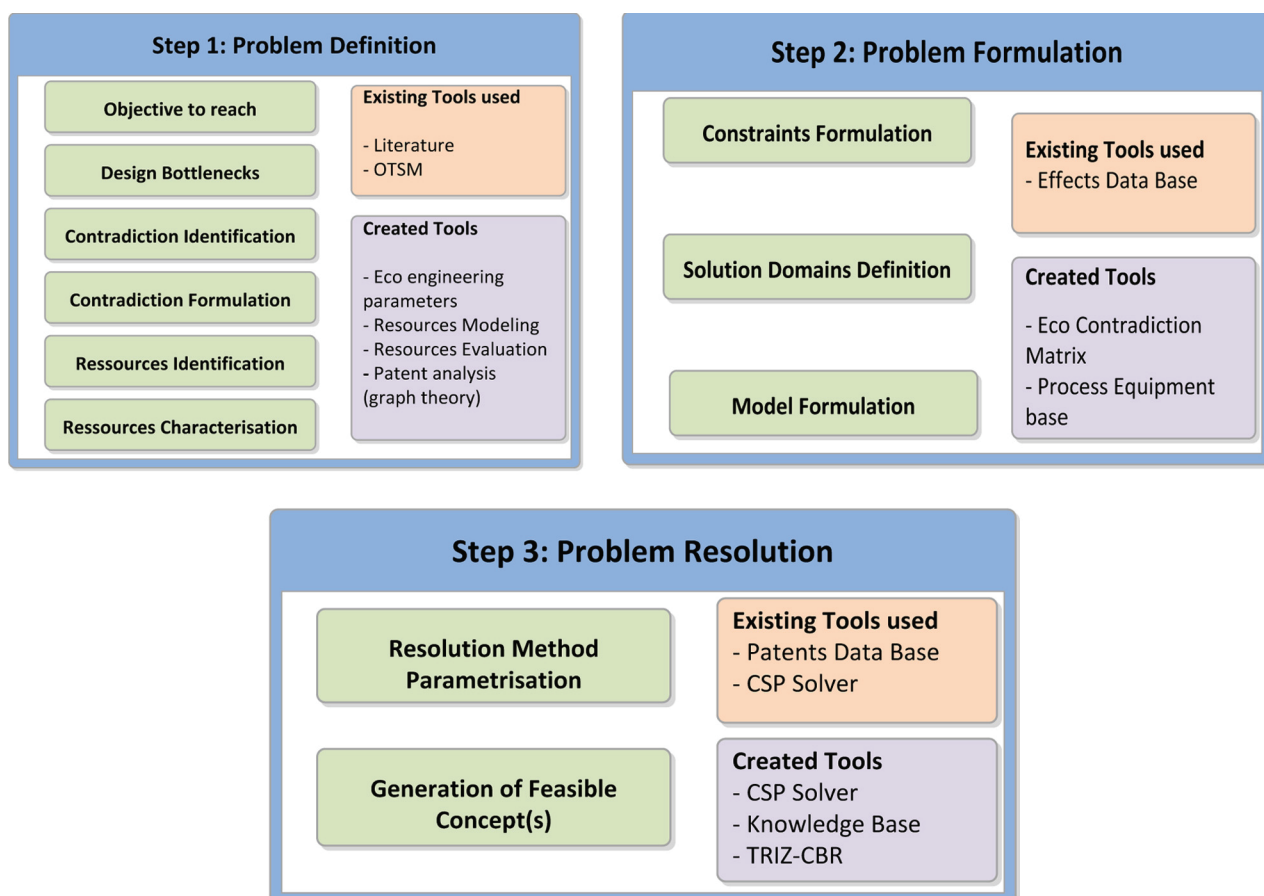 Step 1: Problem Definition
Objective to reach
Design Bottlenecks
Contradiction Identification
Contradiction Formulation
Ressources Identification
Ressources Characterisation
Existing Tools used
- Literature
- OTSM
Created Tools
- Eco engineering
parameters
- Resources Modeling
- Resources Evaluation
- Patent analysis
(graph theory)
Step 2: Problem Formulation
Constraints Formulation
Solution Domains Definition
Model Formulation
Existing Tools used
- Effects Data Base
Created Tools
- Eco Contradiction
Matrix
- Process Equipment
base
Step 3: Problem Resolution
Resolution Method
Parametrisation
Generation of Feasible
Concept(s)
Existing Tools used
- Patents Data Base
- CSP Solver
Created Tools
- CSP Solver
- Knowledge Base
- TRIZ-CBR